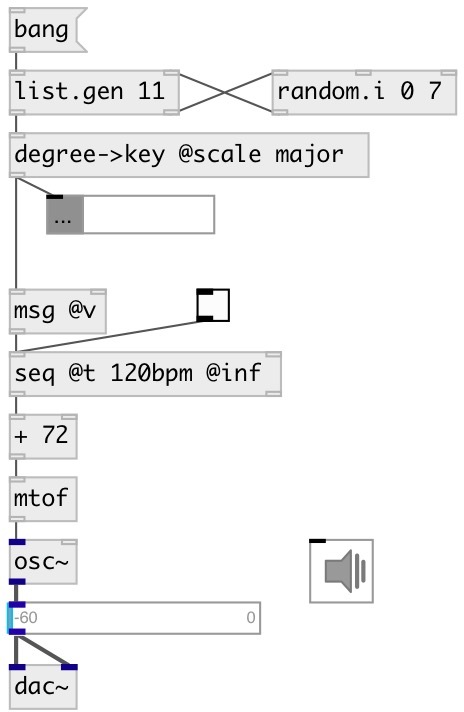 bang
list.gen 11 random.i 0 7
degree->key @scale major
...
msg @v
seq @t 120bpm @inf
+ 72
mtof
osc~
-60 0
dac~